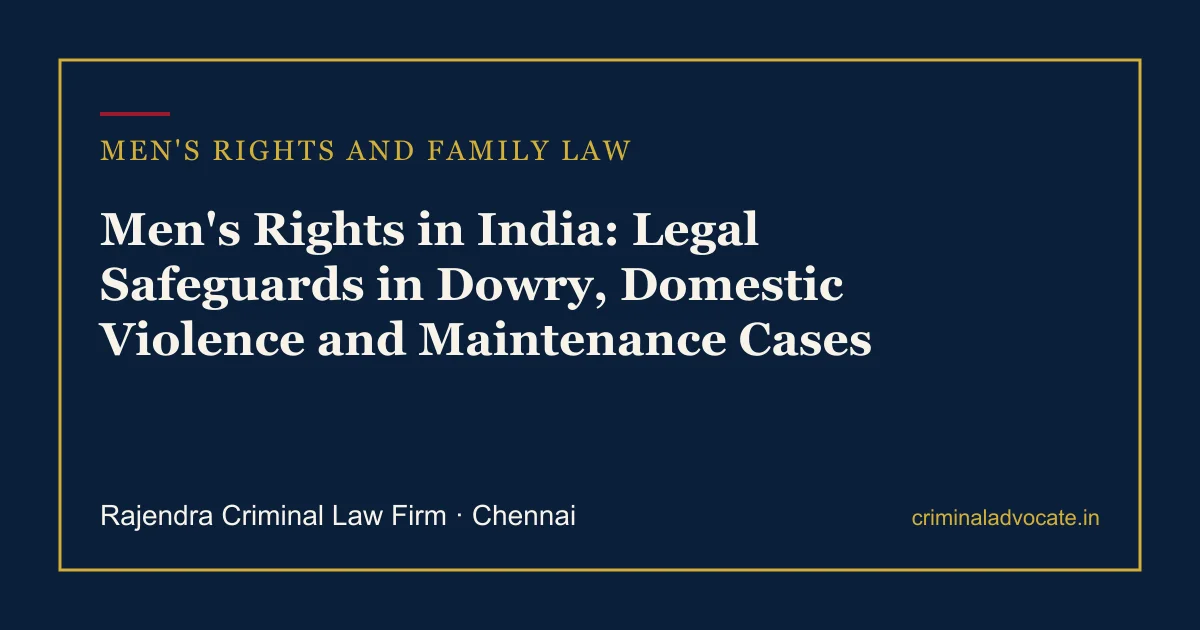 MEN'S RIGHTS AND FAMILY LAW
Men's Rights in India: Legal
Safeguards in Dowry, Domestic
Violence and Maintenance Cases
Rajendra Criminal Law Firm · Chennai
criminaladvocate.in